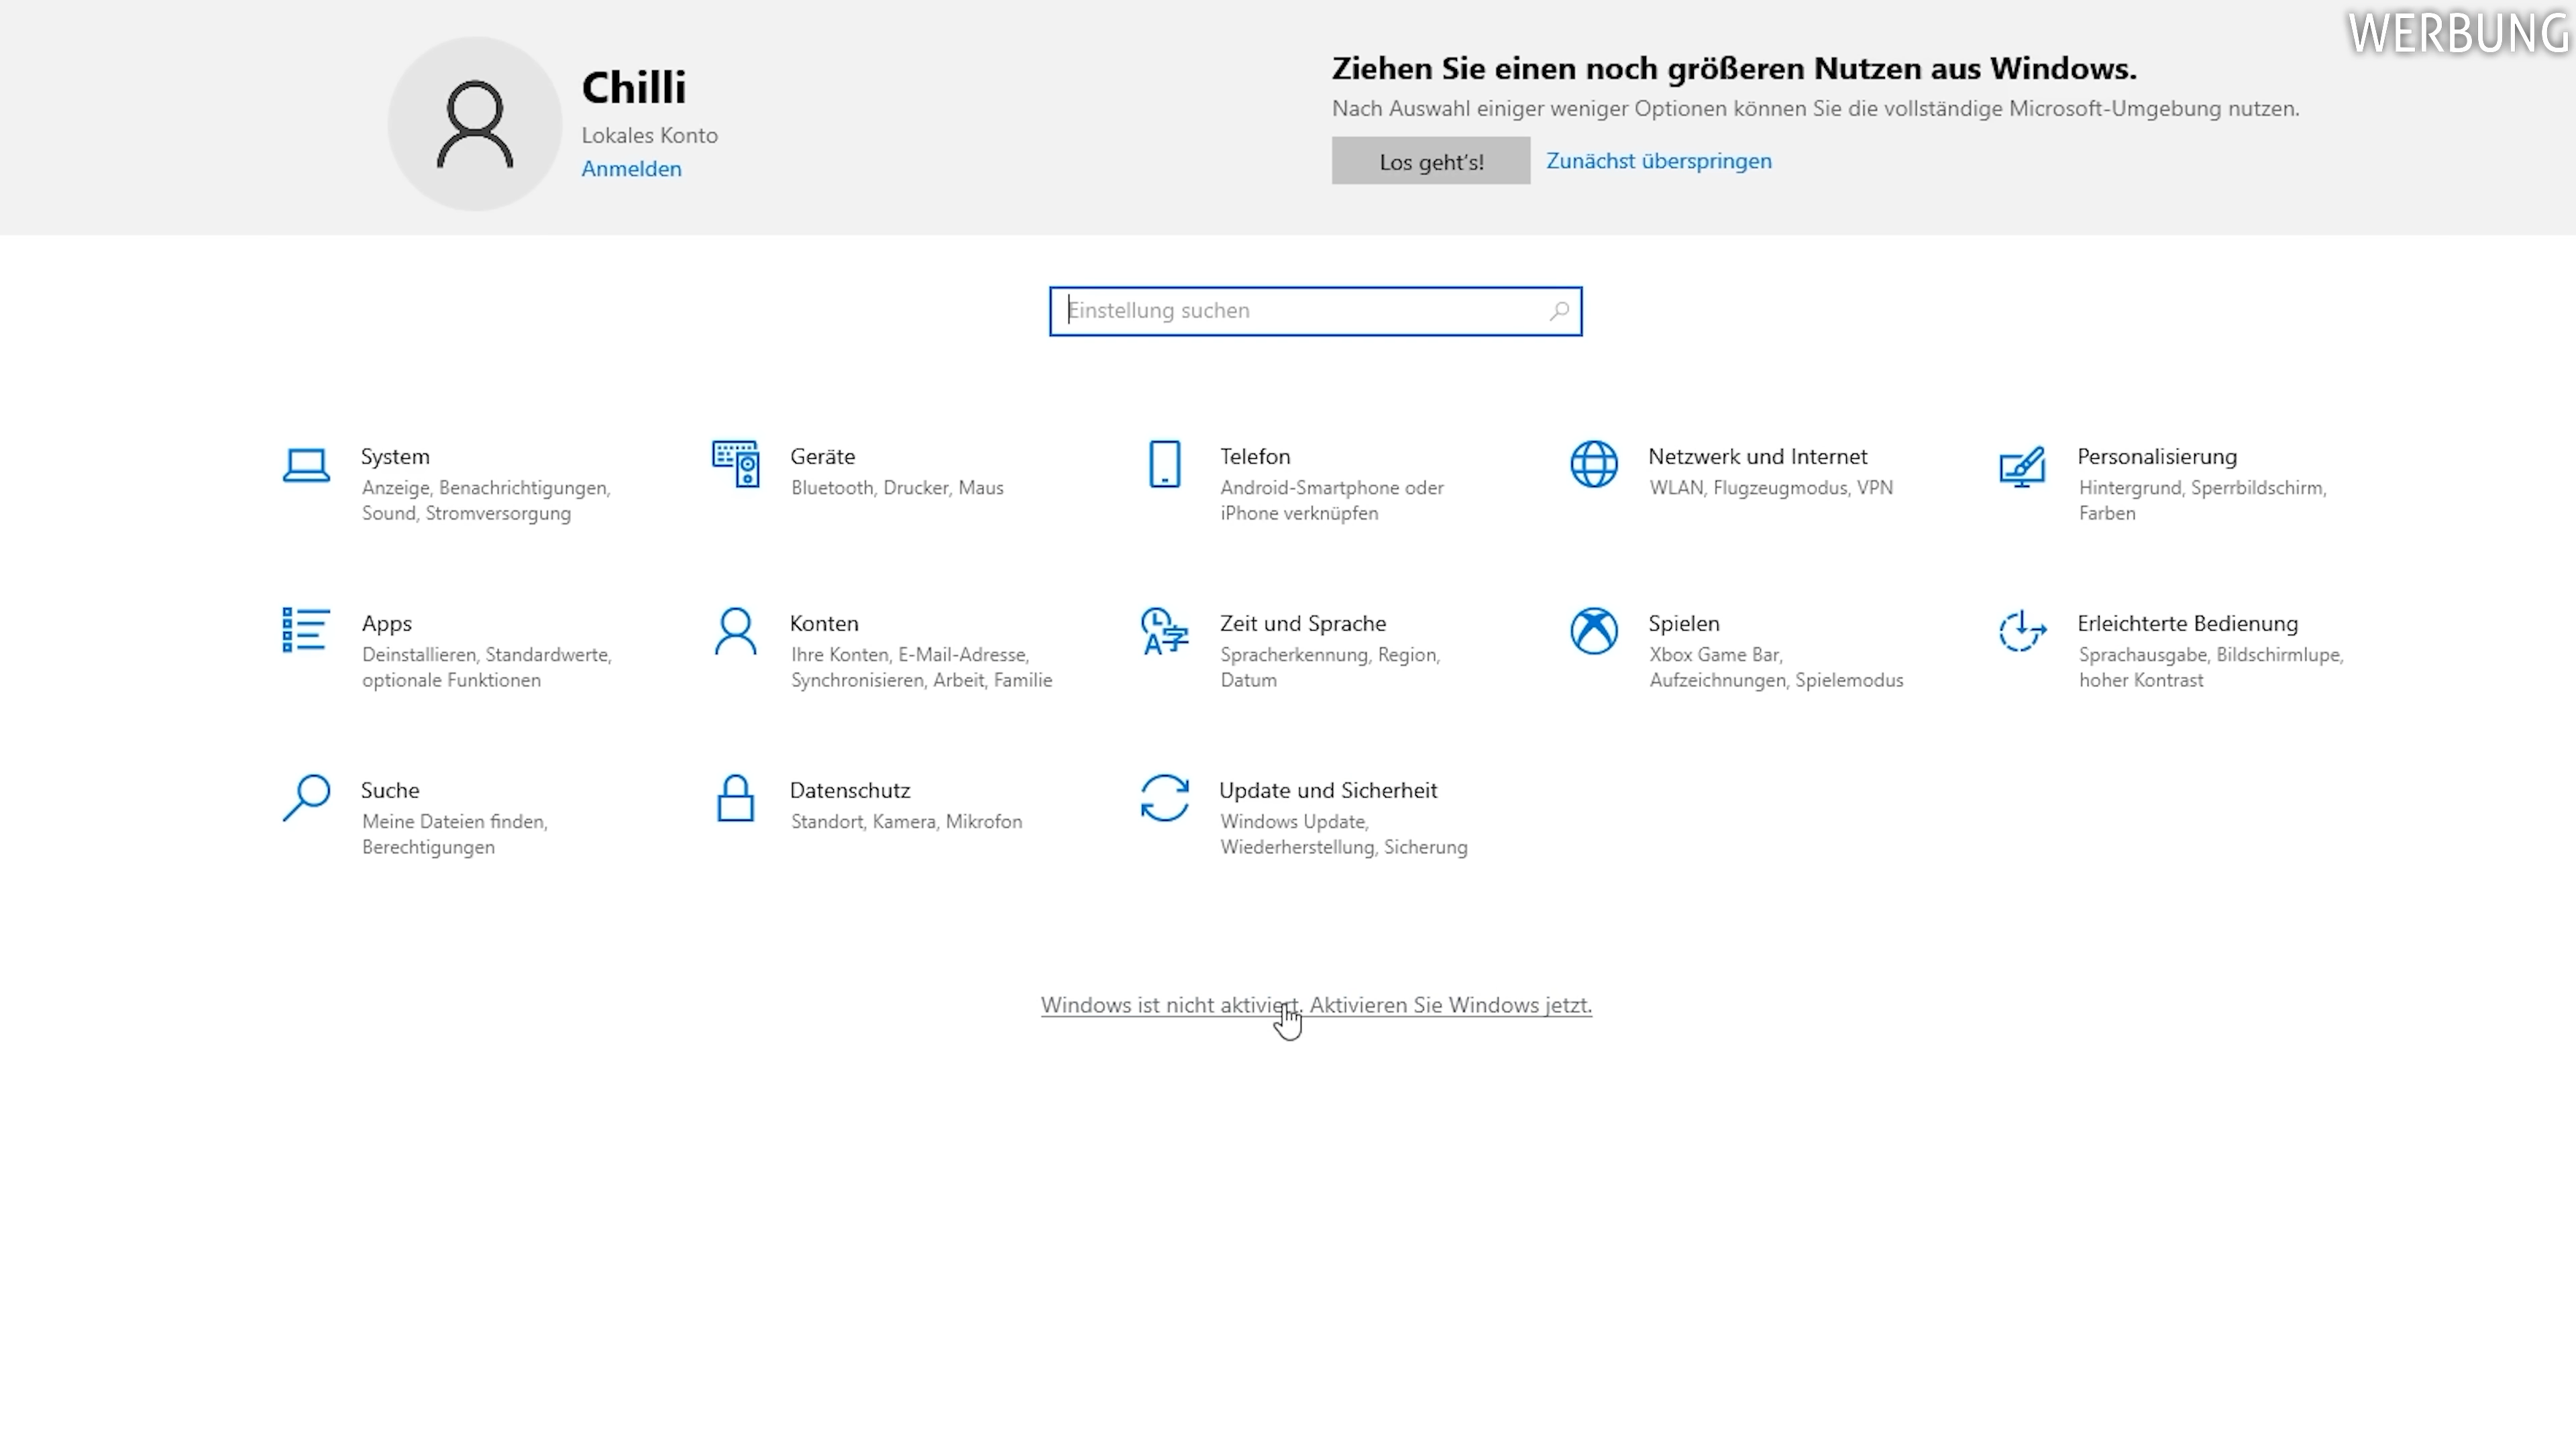 WERBUNG
Chilli
Lokales Konto
Anmelden
Ziehen Sie einen noch größeren Nutzen aus Windows.
Nach Auswahl einiger weniger Optionen können Sie die vollständige Microsoft-Umgebung nutzen.
Los geht's!
Zunächst überspringen
Einstellung suchen
System
Anzeige, Benachrichtigungen,
Sound, Stromversorgung
Geräte
Bluetooth, Drucker, Maus
Telefon
Android-Smartphone oder
iPhone verknüpfen
Netzwerk und Internet
WLAN, Flugzeugmodus, VPN
Personalisierung
Hintergrund, Sperrbildschirm,
Farben
Apps
Deinstallieren, Standardwerte,
optionale Funktionen
Konten
Ihre Konten, E-Mail-Adresse,
Synchronisieren, Arbeit, Familie
Zeit und Sprache
Spracherkennung, Region,
Datum
Spielen
Xbox Game Bar,
Aufzeichnungen, Spielemodus
Erleichterte Bedienung
Sprachausgabe, Bildschirmlupe,
hoher Kontrast
Suche
Meine Dateien finden,
Berechtigungen
Datenschutz
Standort, Kamera, Mikrofon
Update und Sicherheit
Windows Update,
Wiederherstellung, Sicherung
Windows ist nicht aktiviert. Aktivieren Sie Windows jetzt.